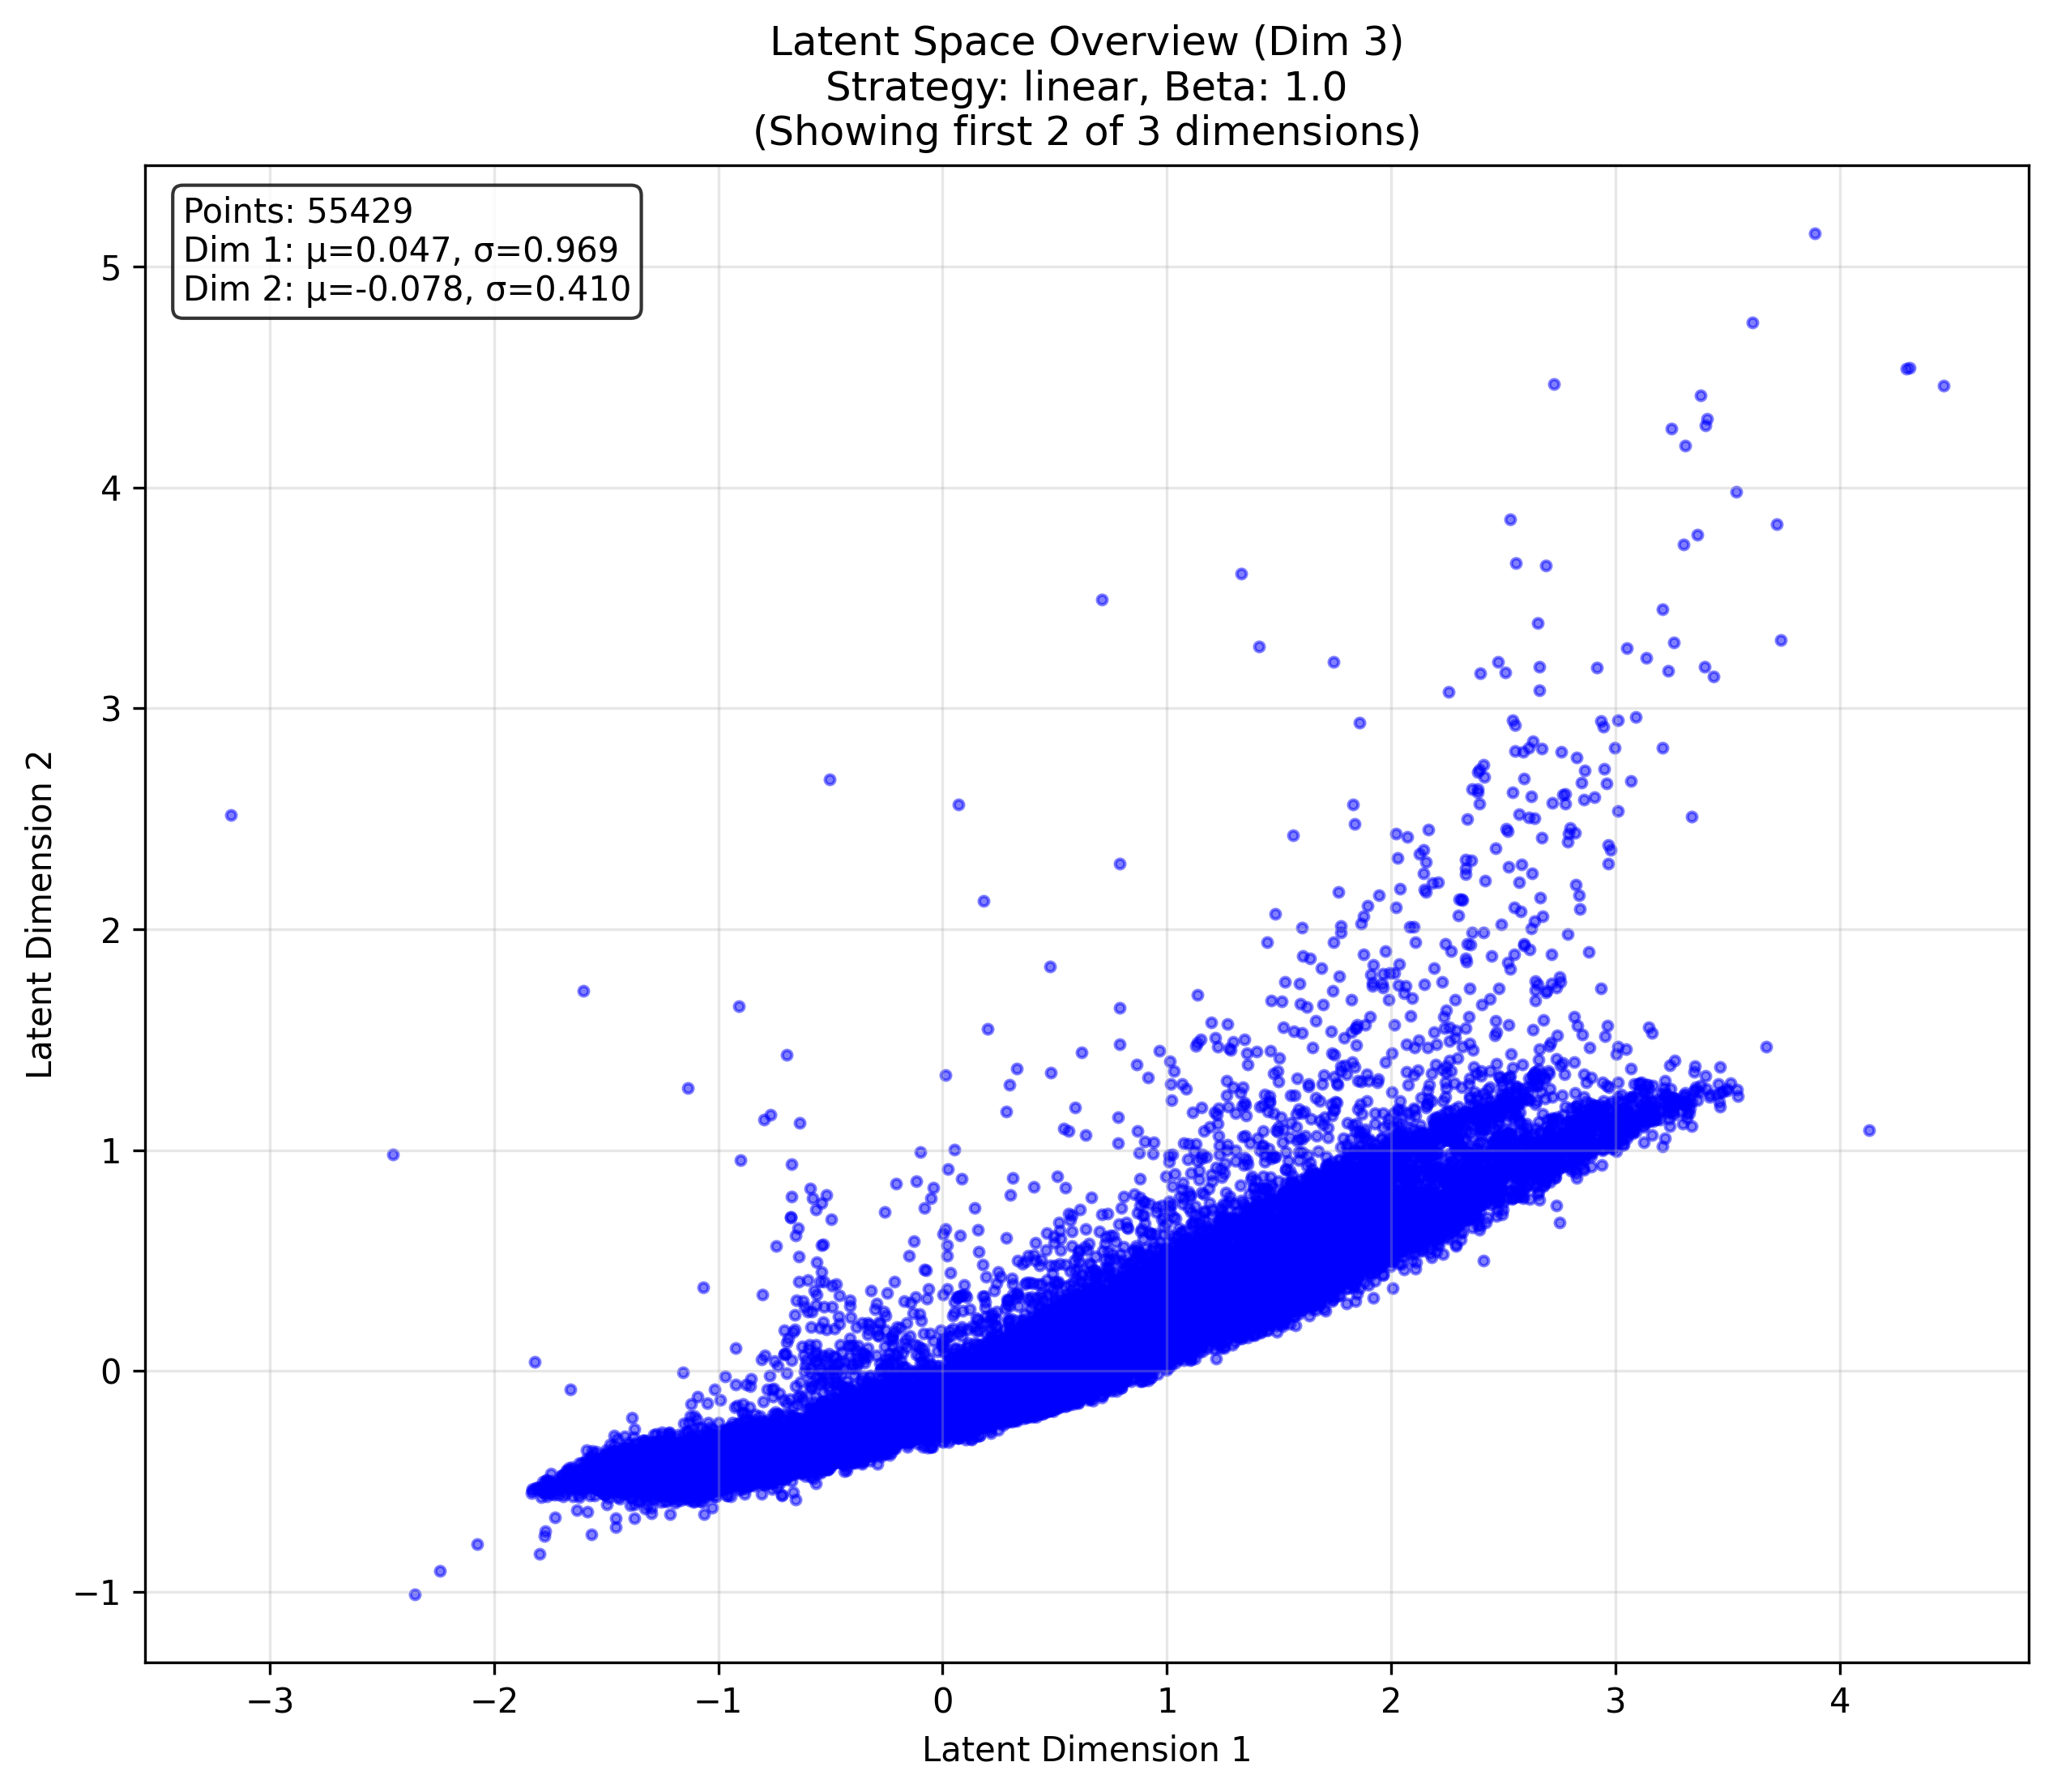 Latent Space Overview (Dim 3)
Strategy: linear, Beta: 1.0
(Showing first 2 of 3 dimensions)
Points: 55429
Dim 1: μ=0.047, σ=0.969
Dim 2: μ=-0.078, σ=0.410
5
4
3
2
1
0
−1
Latent Dimension 2
−3
−2
−1
0
1
2
3
4
Latent Dimension 1